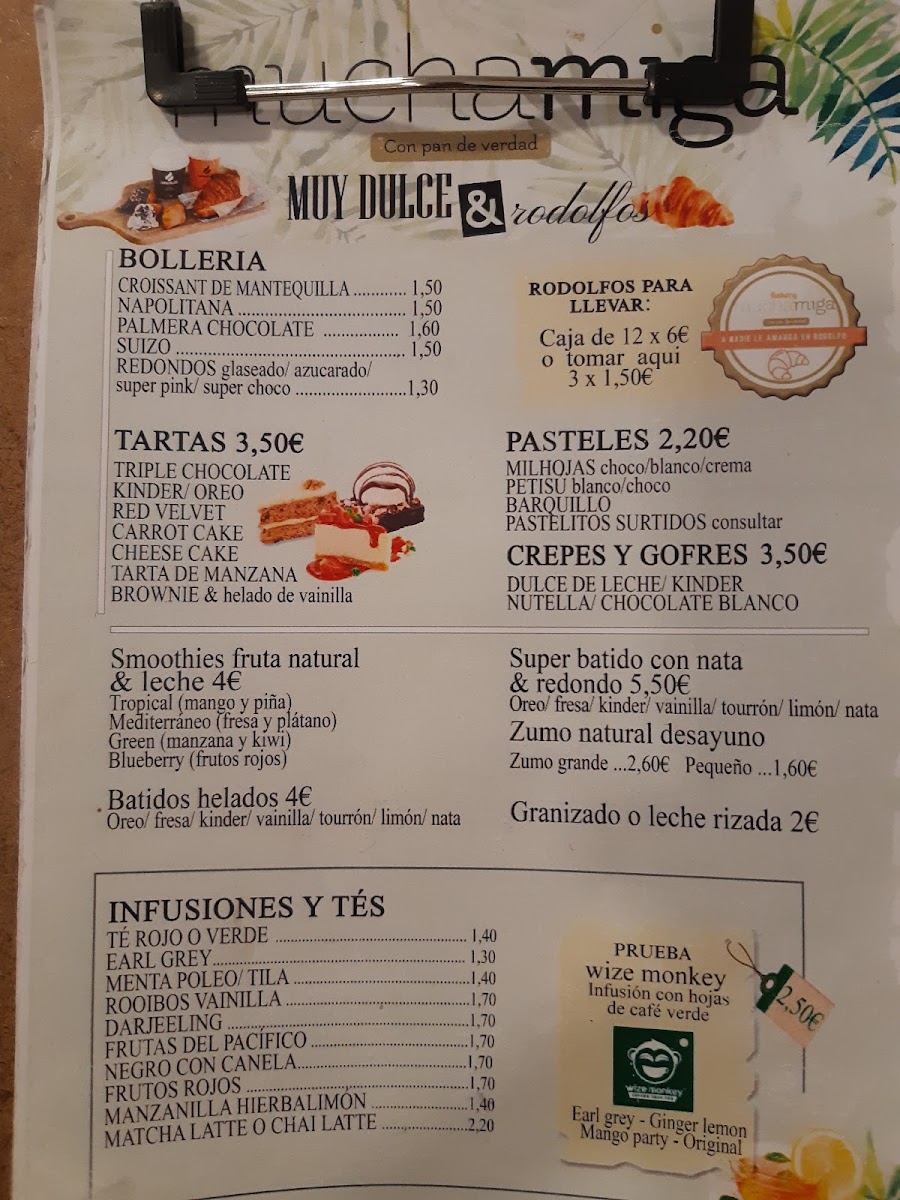 muchamiga
Con pan de verdad
MUY DULCE & rodolfos
BOLLERIA
CROISSANT DE MANTEQUILLA ............ 1,50
NAPOLITANA ...................................... 1,50
PALMERA CHOCOLATE ................. 1,60
SUIZO .................................................... 1,50
REDONDOS glaseado/ azucarado/
super pink/ super choco .........................1,30
RODOLFOS PARA
LLEVAR:
Caja de 12 x 6€
o tomar aqui
3 x 1,50€
muchamiga
A NADIE LE AMARGA UN RODOLFO
TARTAS 3,50€
TRIPLE CHOCOLATE
KINDER/ OREO
RED VELVET
CARROT CAKE
CHEESE CAKE
TARTA DE MANZANA
BROWNIE & helado de vainilla
PASTELES 2,20€
MILHOJAS choco/blanco/crema
PETISU blanco/choco
BARQUILLO
PASTELITOS SURTIDOS consultar
CREPES Y GOFRES 3,50€
DULCE DE LECHE/ KINDER
NUTELLA/ CHOCOLATE BLANCO
Smoothies fruta natural
& leche 4€
Tropical (mango y piña)
Mediterráneo (fresa y plátano)
Green (manzana y kiwi)
Blueberry (frutos rojos)
Batidos helados 4€
Oreo/ fresa/ kinder/ vainilla/ tourrón/ limón/ nata
Super batido con nata
& redondo 5,50€
Oreo/ fresa/ kinder/ vainilla/ tourrón/ limón/ nata
Zumo natural desayuno
Zumo grande ...2,60€ Pequeño ...1,60€
Granizado o leche rizada 2€
INFUSIONES Y TÉS
TÉ ROJO O VERDE ............................................ 1,40
EARL GREY......................................................... 1,30
MENTA POLEO/ TILA ........................................1,40
ROOIBOS VAINILLA .........................................1,70
DARJEELING ......................................................1,70
FRUTAS DEL PACÍFICO ....................................1,70
NEGRO CON CANELA.......................................1,70
FRUTOS ROJOS ..................................................1,70
MANZANILLA HIERBALIMÓN ......................1,40
MATCHA LATTE O CHAI LATTE ....................2,20
PRUEBA
wize monkey
Infusión con hojas
de café verde
2,50€
wize monkey
Earl grey - Ginger lemon
Mango party - Original